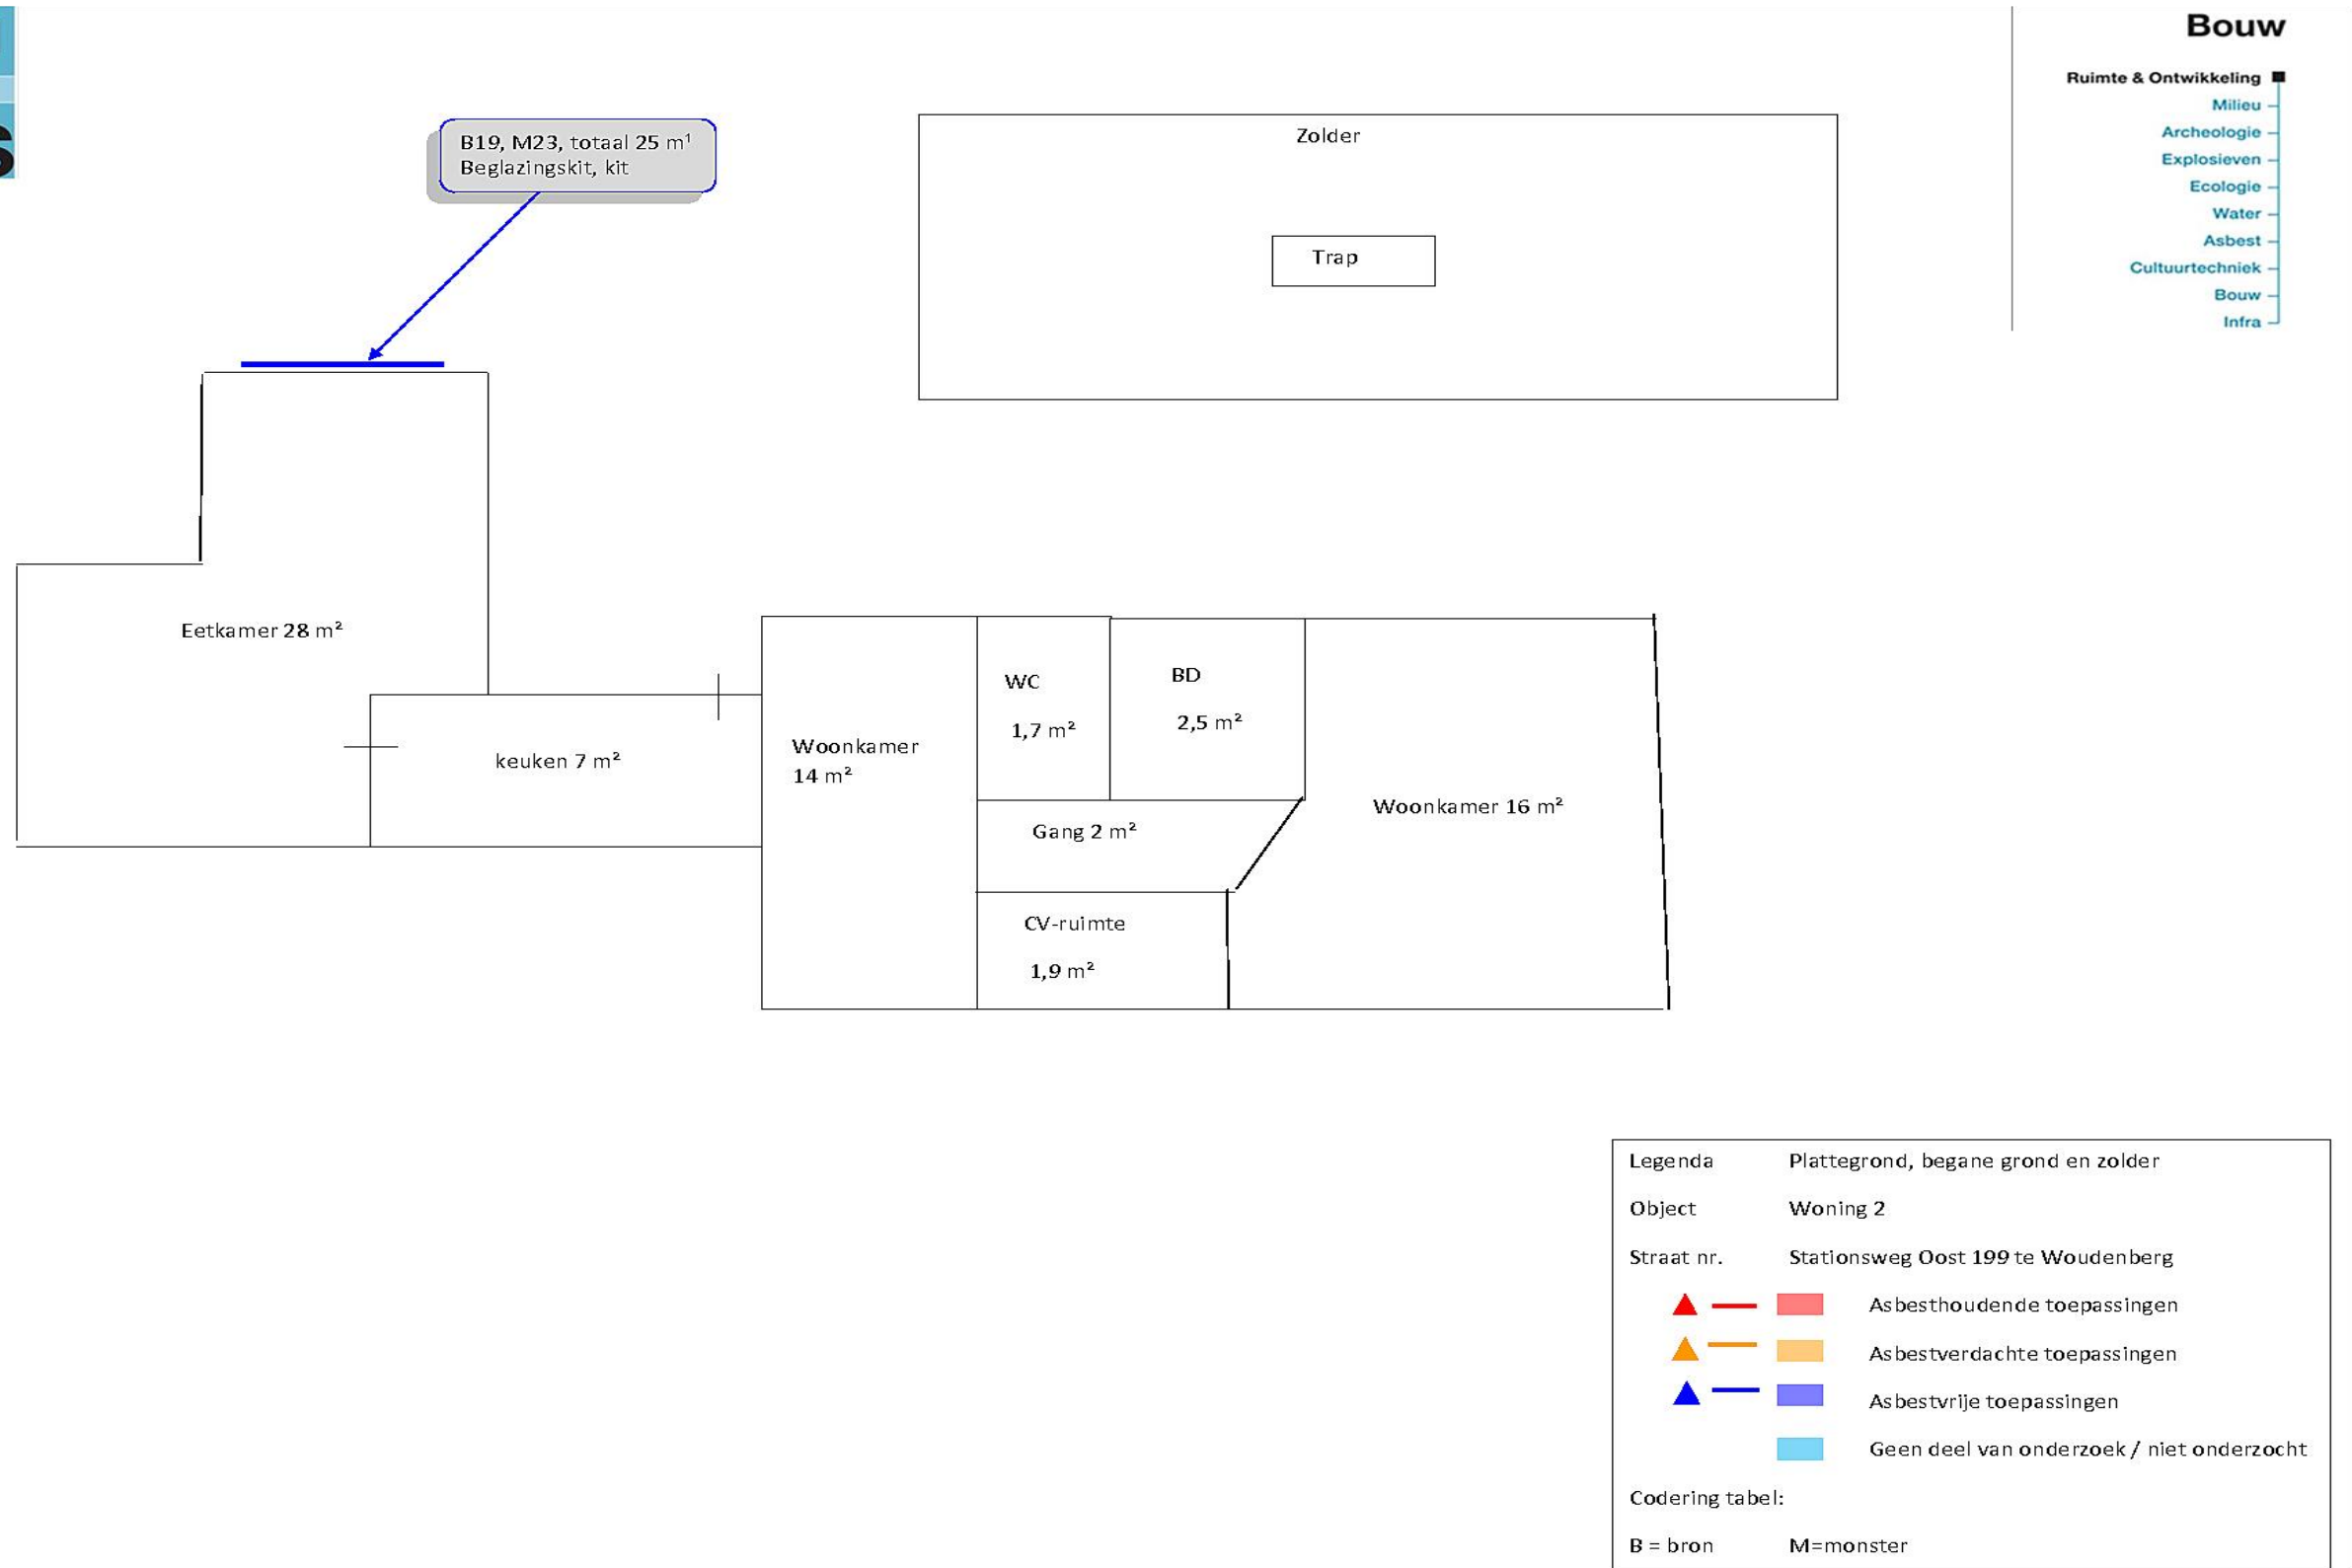 Bouw
Ruimte & Ontwikkeling
Milieu
Archeologie
Explosieven
Ecologie
Water
Asbest
Cultuurtechniek
Bouw
Infra
B19, M23, totaal 25 m¹
Beglazingskit, kit
Zolder
Trap
Eetkamer 28 m²
keuken 7 m²
Woonkamer
14 m²
WC
1,7 m²
BD
2,5 m²
Gang 2 m²
CV-ruimte
1,9 m²
Woonkamer 16 m²
Legenda Plattegrond, begane grond en zolder
Object Woning 2
Straat nr. Stationsweg Oost 199 te Woudenberg
Asbesthoudende toepassingen
Asbestverdachte toepassingen
Asbestvrije toepassingen
Geen deel van onderzoek / niet onderzocht
Codering tabel:
B = bron M=monster